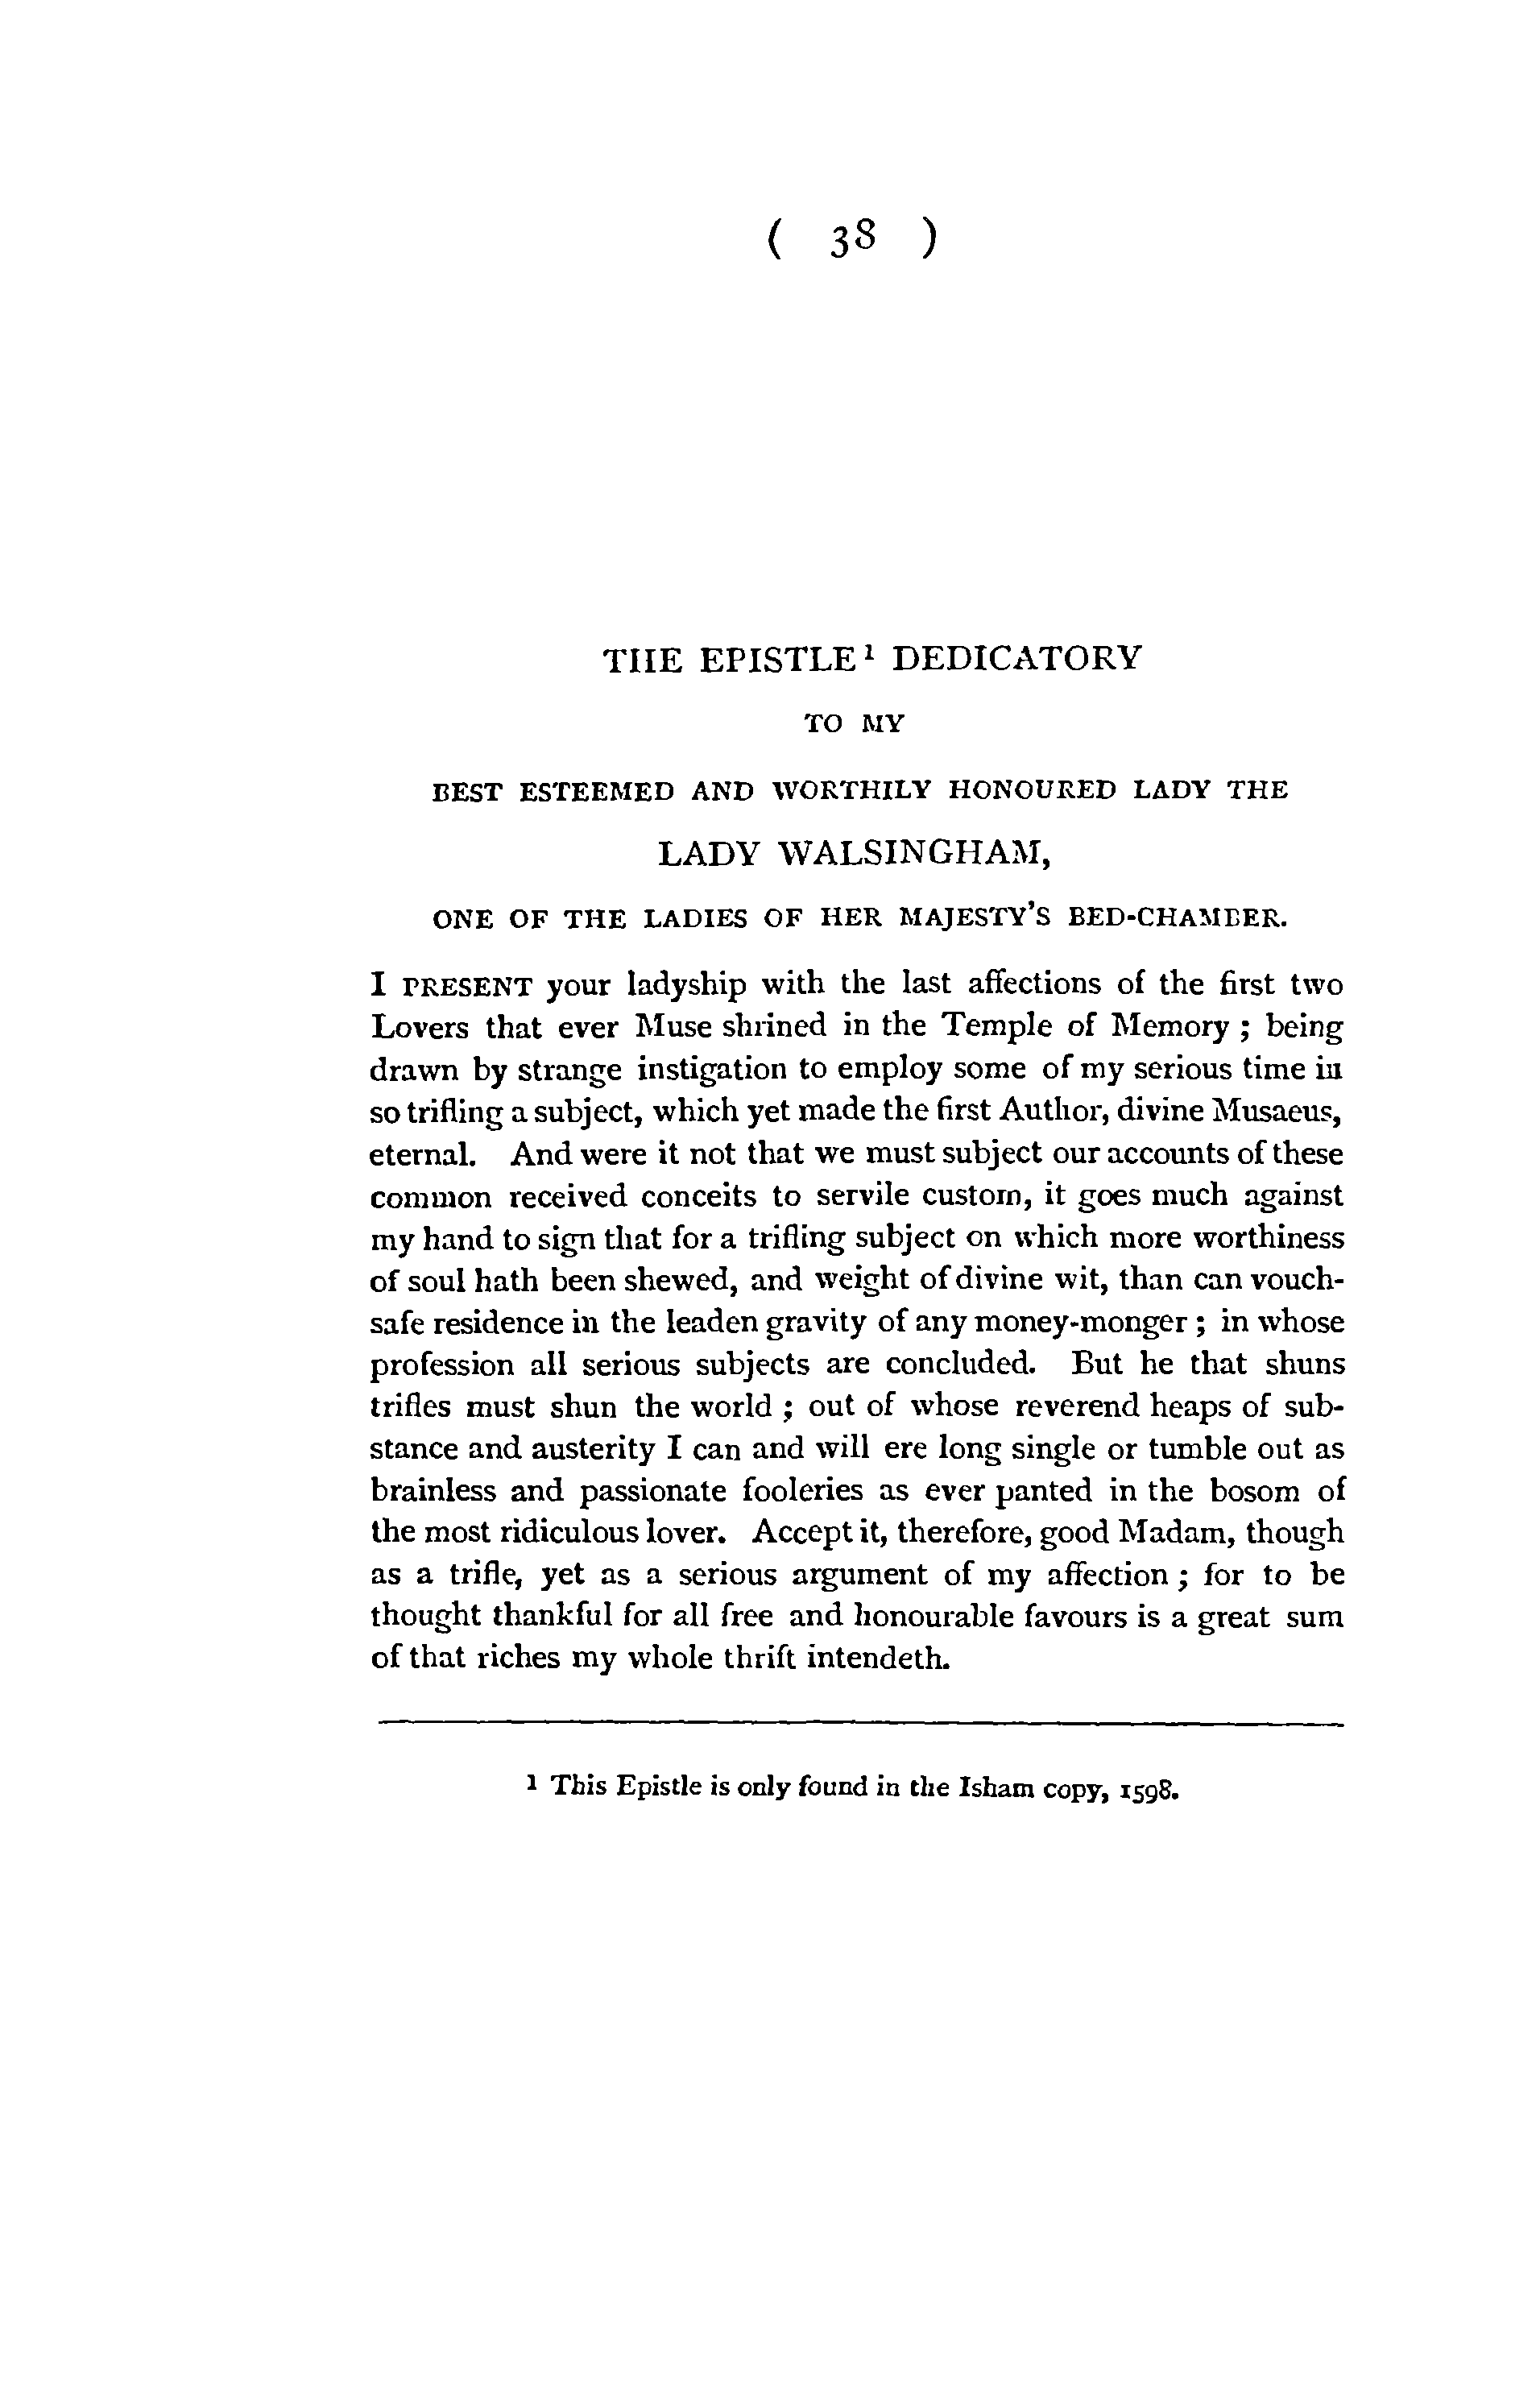 ( 38 )
THE EPISTLE¹ DEDICATORY
TO MY
BEST ESTEEMED AND WORTHILY HONOURED LADY THE
LADY WALSINGHAM,
ONE OF THE LADIES OF HER MAJESTY'S BED-CHAMBER.
I PRESENT your ladyship with the last affections of the first two
Lovers that ever Muse shrined in the Temple of Memory ; being
drawn by strange instigation to employ some of my serious time in
so trifling a subject, which yet made the first Author, divine Musaeus,
eternal. And were it not that we must subject our accounts of these
common received conceits to servile custom, it goes much against
my hand to sign that for a trifling subject on which more worthiness
of soul hath been shewed, and weight of divine wit, than can vouch-
safe residence in the leaden gravity of any money-monger ; in whose
profession all serious subjects are concluded. But he that shuns
trifles must shun the world ; out of whose reverend heaps of sub-
stance and austerity I can and will ere long single or tumble out as
brainless and passionate fooleries as ever panted in the bosom of
the most ridiculous lover. Accept it, therefore, good Madam, though
as a trifle, yet as a serious argument of my affection ; for to be
thought thankful for all free and honourable favours is a great sum
of that riches my whole thrift intendeth.
¹ This Epistle is only found in the Isham copy, 1598.